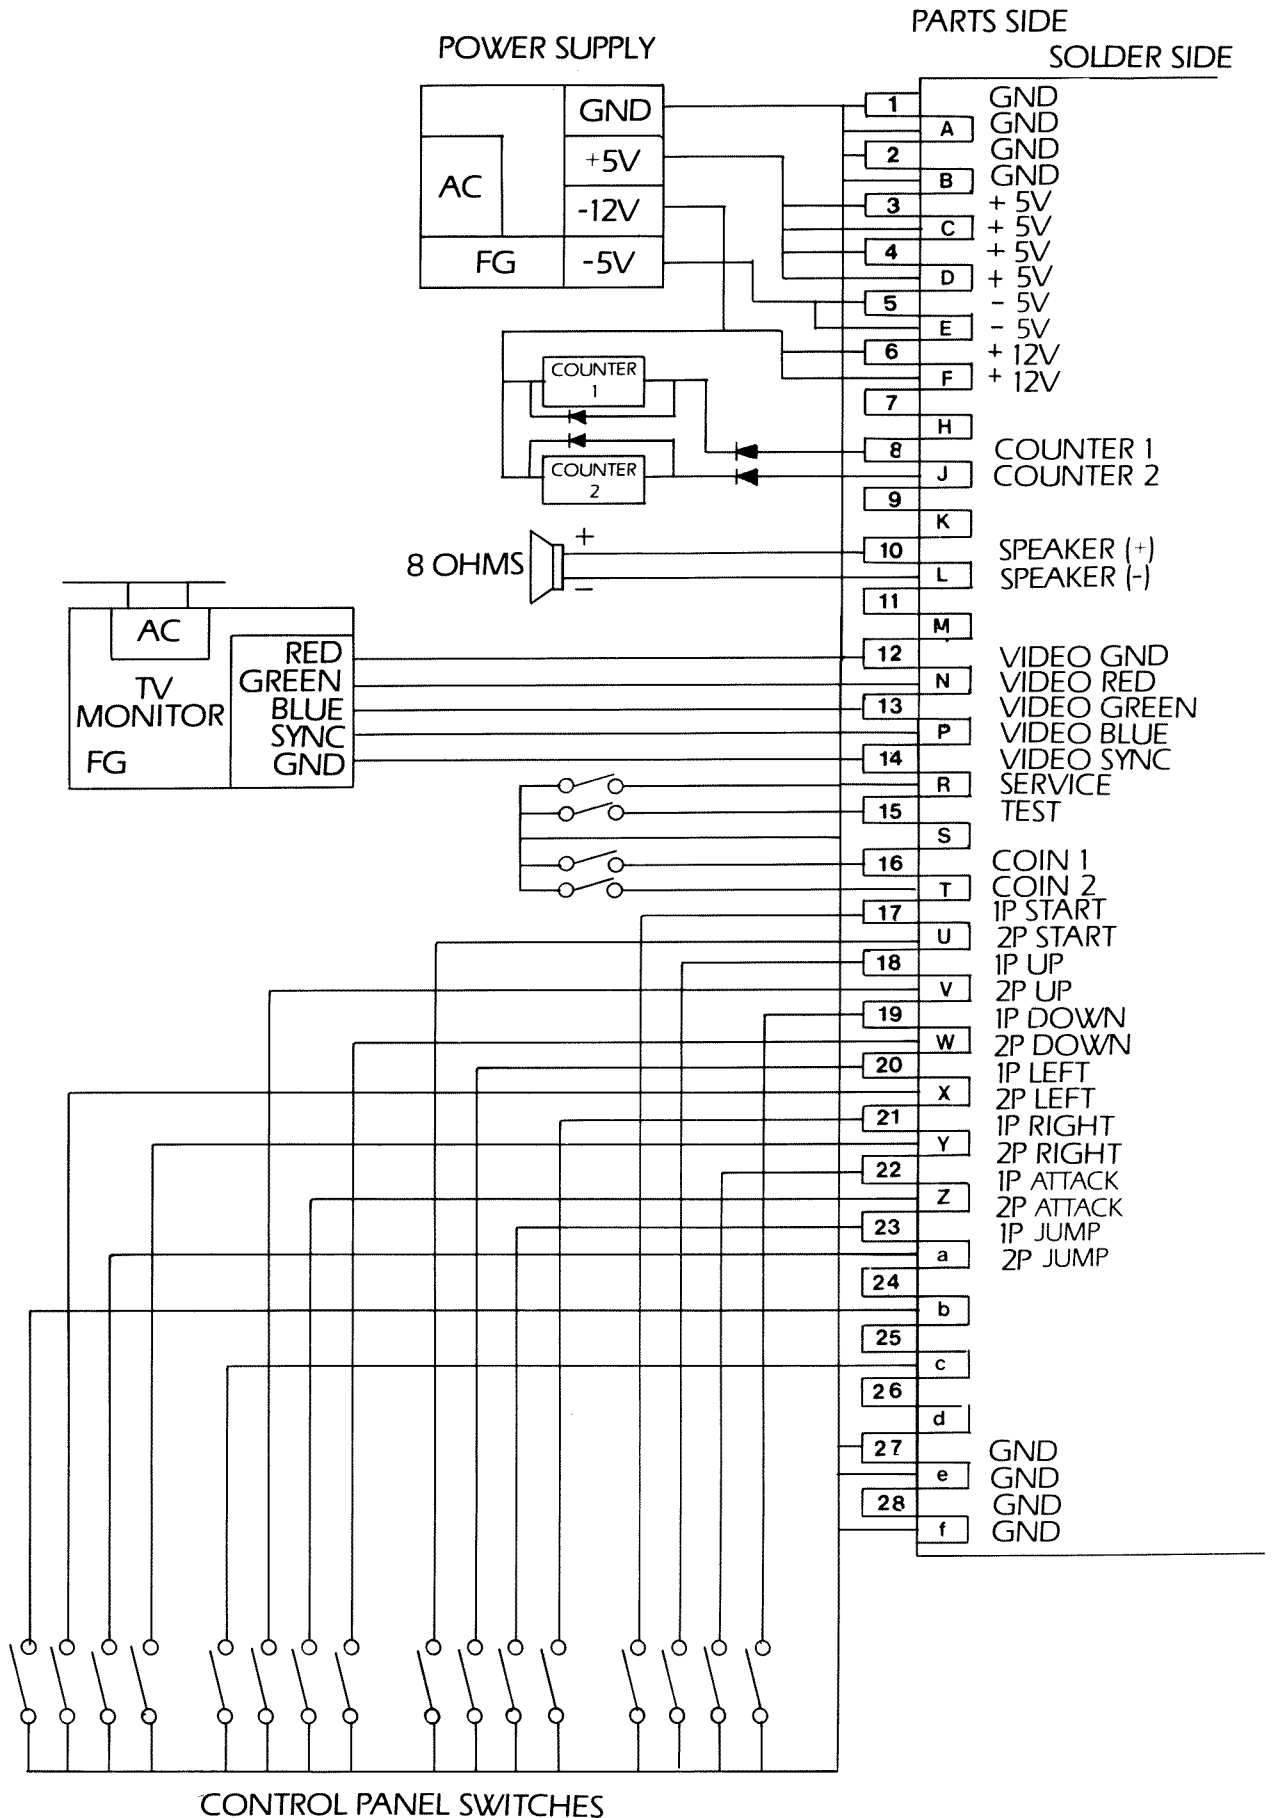 PARTS SIDE
SOLDER SIDE
POWER SUPPLY
GND
+5V
-12V
-5V
AC
FG
1 GND
A GND
2 GND
B GND
3 + 5V
C + 5V
4 + 5V
D + 5V
5 - 5V
E - 5V
6 + 12V
F + 12V
7
H
8 COUNTER 1
J COUNTER 2
9
K
10 SPEAKER (+)
L SPEAKER (-)
11
M
12 VIDEO GND
N VIDEO RED
13 VIDEO GREEN
P VIDEO BLUE
14 VIDEO SYNC
R SERVICE
15 TEST
S
16 COIN 1
T COIN 2
17 1P START
U 2P START
18 1P UP
V 2P UP
19 1P DOWN
W 2P DOWN
20 1P LEFT
X 2P LEFT
21 1P RIGHT
Y 2P RIGHT
22 1P ATTACK
Z 2P ATTACK
23 1P JUMP
a 2P JUMP
24
b
25
c
26
d
27 GND
e GND
28 GND
f GND
COUNTER
1
COUNTER
2
8 OHMS
+
-
AC
TV
MONITOR
FG
RED
GREEN
BLUE
SYNC
GND
CONTROL PANEL SWITCHES